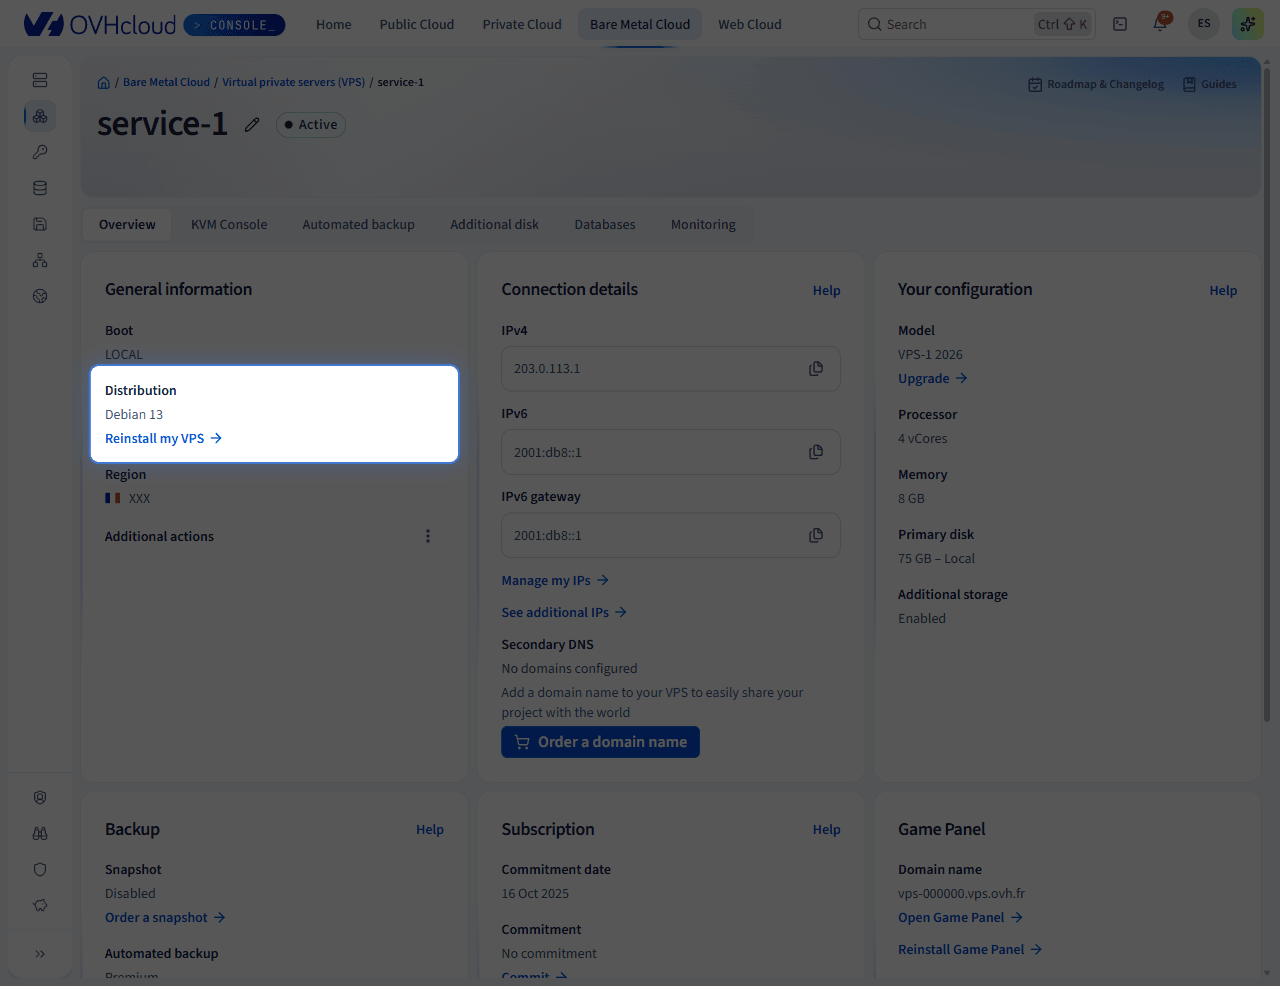 OVHcloud
> CONSOLE_
Home
Public Cloud
Private Cloud
Bare Metal Cloud
Web Cloud
Search
Ctrl ⇧ K
9+
ES
/ Bare Metal Cloud / Virtual private servers (VPS) / service-1
Roadmap & Changelog
Guides
service-1
Active
Overview
KVM Console
Automated backup
Additional disk
Databases
Monitoring
General information
Boot
LOCAL
Distribution
Debian 13
Reinstall my VPS →
Region
XXX
Additional actions
Connection details
Help
IPv4
203.0.113.1
IPv6
2001:db8::1
IPv6 gateway
2001:db8::1
Manage my IPs →
See additional IPs →
Secondary DNS
No domains configured
Add a domain name to your VPS to easily share your
project with the world
Order a domain name
Your configuration
Help
Model
VPS-1 2026
Upgrade →
Processor
4 vCores
Memory
8 GB
Primary disk
75 GB – Local
Additional storage
Enabled
Backup
Help
Snapshot
Disabled
Order a snapshot →
Automated backup
Premium
Subscription
Help
Commitment date
16 Oct 2025
Commitment
No commitment
Commit →
Game Panel
Domain name
vps-000000.vps.ovh.fr
Open Game Panel →
Reinstall Game Panel →